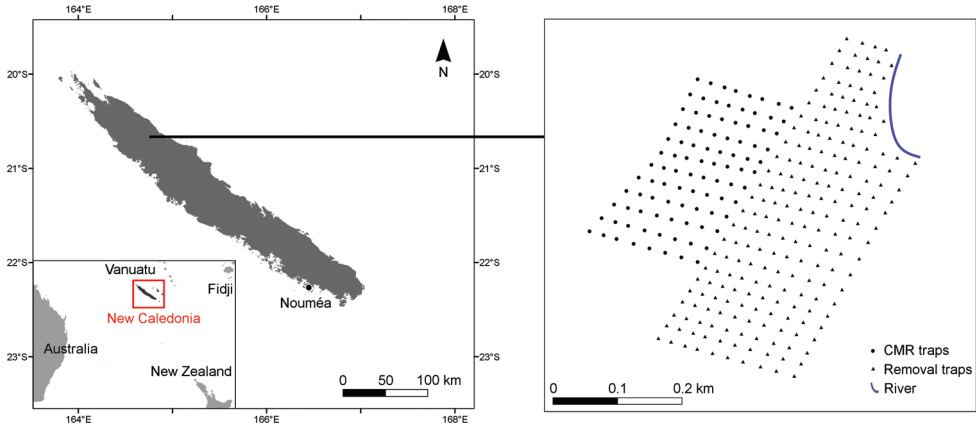 164°E 166°E 168°E
20°S 20°S
N
21°S 21°S
22°S 22°S
Nouméa
23°S 23°S
Vanuatu
Fidji
New Caledonia
Australia
New Zealand
0 50 100 km
164°E 166°E 168°E
CMR traps
Removal traps
River
0 0.1 0.2 km